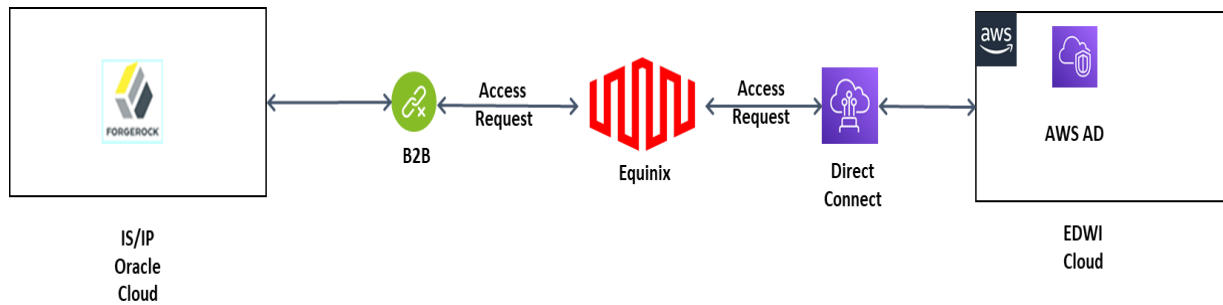 FORGEROCK
IS/IP
Oracle
Cloud
B2B
Access
Request
Equinix
Access
Request
Direct
Connect
aws
AWS AD
EDWI
Cloud